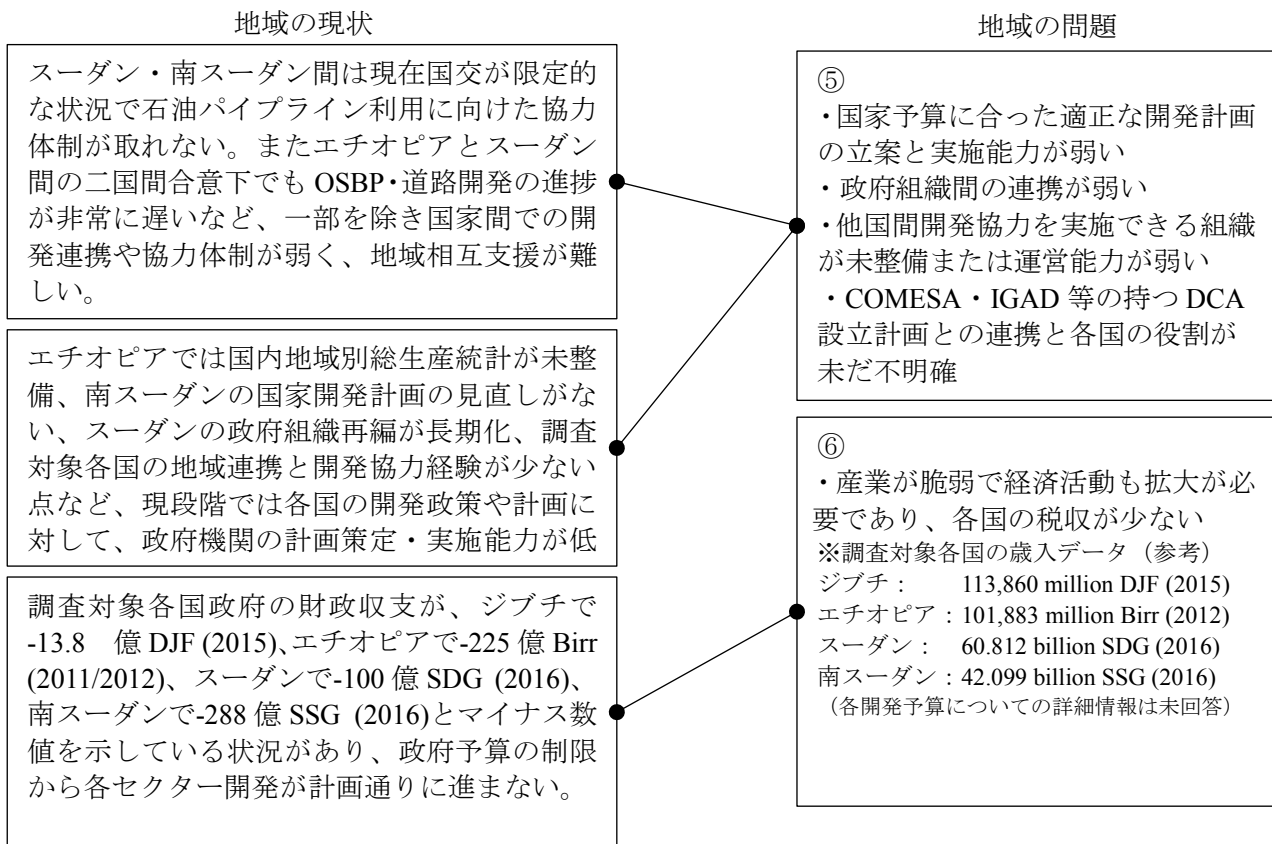 地域の現状
スーダン・南スーダン間は現在国交が限定的
な状況で石油パイプライン利用に向けた協力
体制が取れない。またエチオピアとスーダン
間の二国間合意下でも OSBP・道路開発の進捗
が非常に遅いなど、一部を除き国家間での開
発連携や協力体制が弱く、地域相互支援が難
しい。
エチオピアでは国内地域別総生産統計が未整
備、南スーダンの国家開発計画の見直しがな
い、スーダンの政府組織再編が長期化、調査
対象各国の地域連携と開発協力経験が少ない
点など、現段階では各国の開発政策や計画に
対して、政府機関の計画策定・実施能力が低
調査対象各国政府の財政収支が、ジブチで
-13.8 億 DJF (2015)、エチオピアで-225 億 Birr
(2011/2012)、スーダンで-100 億 SDG (2016)、
南スーダンで-288 億 SSG (2016)とマイナス数
値を示している状況があり、政府予算の制限
から各セクター開発が計画通りに進まない。
地域の問題
⑤
・国家予算に合った適正な開発計画
の立案と実施能力が弱い
・政府組織間の連携が弱い
・他国間開発協力を実施できる組織
が未整備または運営能力が弱い
・COMESA・IGAD 等の持つ DCA
設立計画との連携と各国の役割が
未だ不明確
⑥
・産業が脆弱で経済活動も拡大が必
要であり、各国の税収が少ない
※調査対象各国の歳入データ（参考）
ジブチ： 113,860 million DJF (2015)
エチオピア：101,883 million Birr (2012)
スーダン： 60.812 billion SDG (2016)
南スーダン：42.099 billion SSG (2016)
（各開発予算についての詳細情報は未回答）